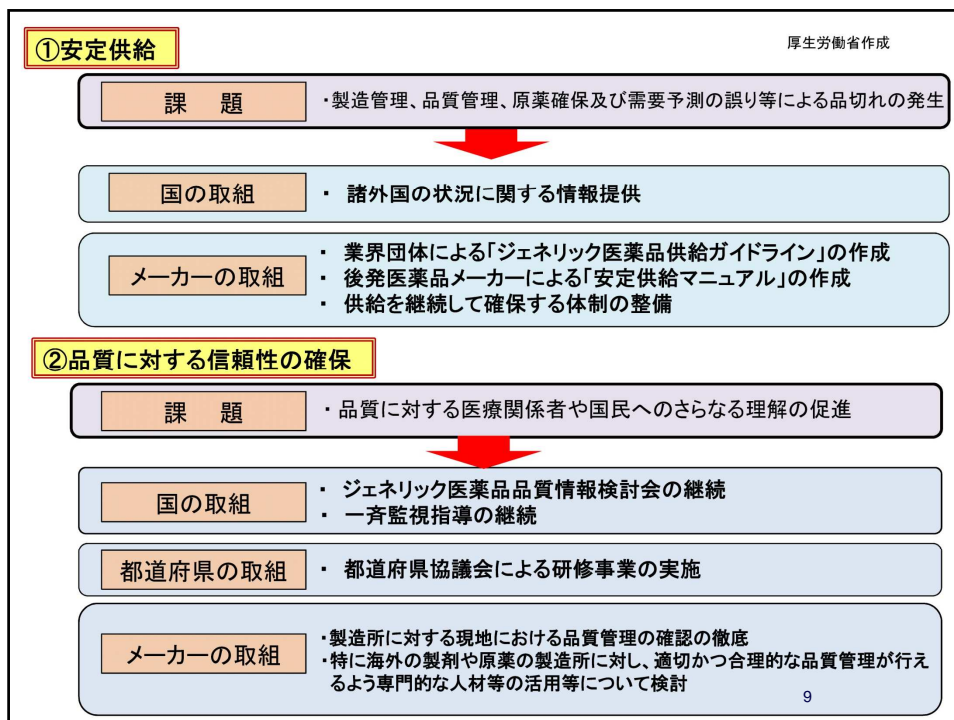 ①安定供給
厚生労働省作成
課　題
・製造管理、品質管理、原薬確保及び需要予測の誤り等による品切れの発生
国の取組
・ 諸外国の状況に関する情報提供
メーカーの取組
・ 業界団体による「ジェネリック医薬品供給ガイドライン」の作成
・ 後発医薬品メーカーによる「安定供給マニュアル」の作成
・ 供給を継続して確保する体制の整備
②品質に対する信頼性の確保
課　題
・品質に対する医療関係者や国民へのさらなる理解の促進
国の取組
・ ジェネリック医薬品品質情報検討会の継続
・ 一斉監視指導の継続
都道府県の取組
・ 都道府県協議会による研修事業の実施
メーカーの取組
・製造所に対する現地における品質管理の確認の徹底
・特に海外の製剤や原薬の製造所に対し、適切かつ合理的な品質管理が行え
るよう専門的な人材等の活用等について検討
9